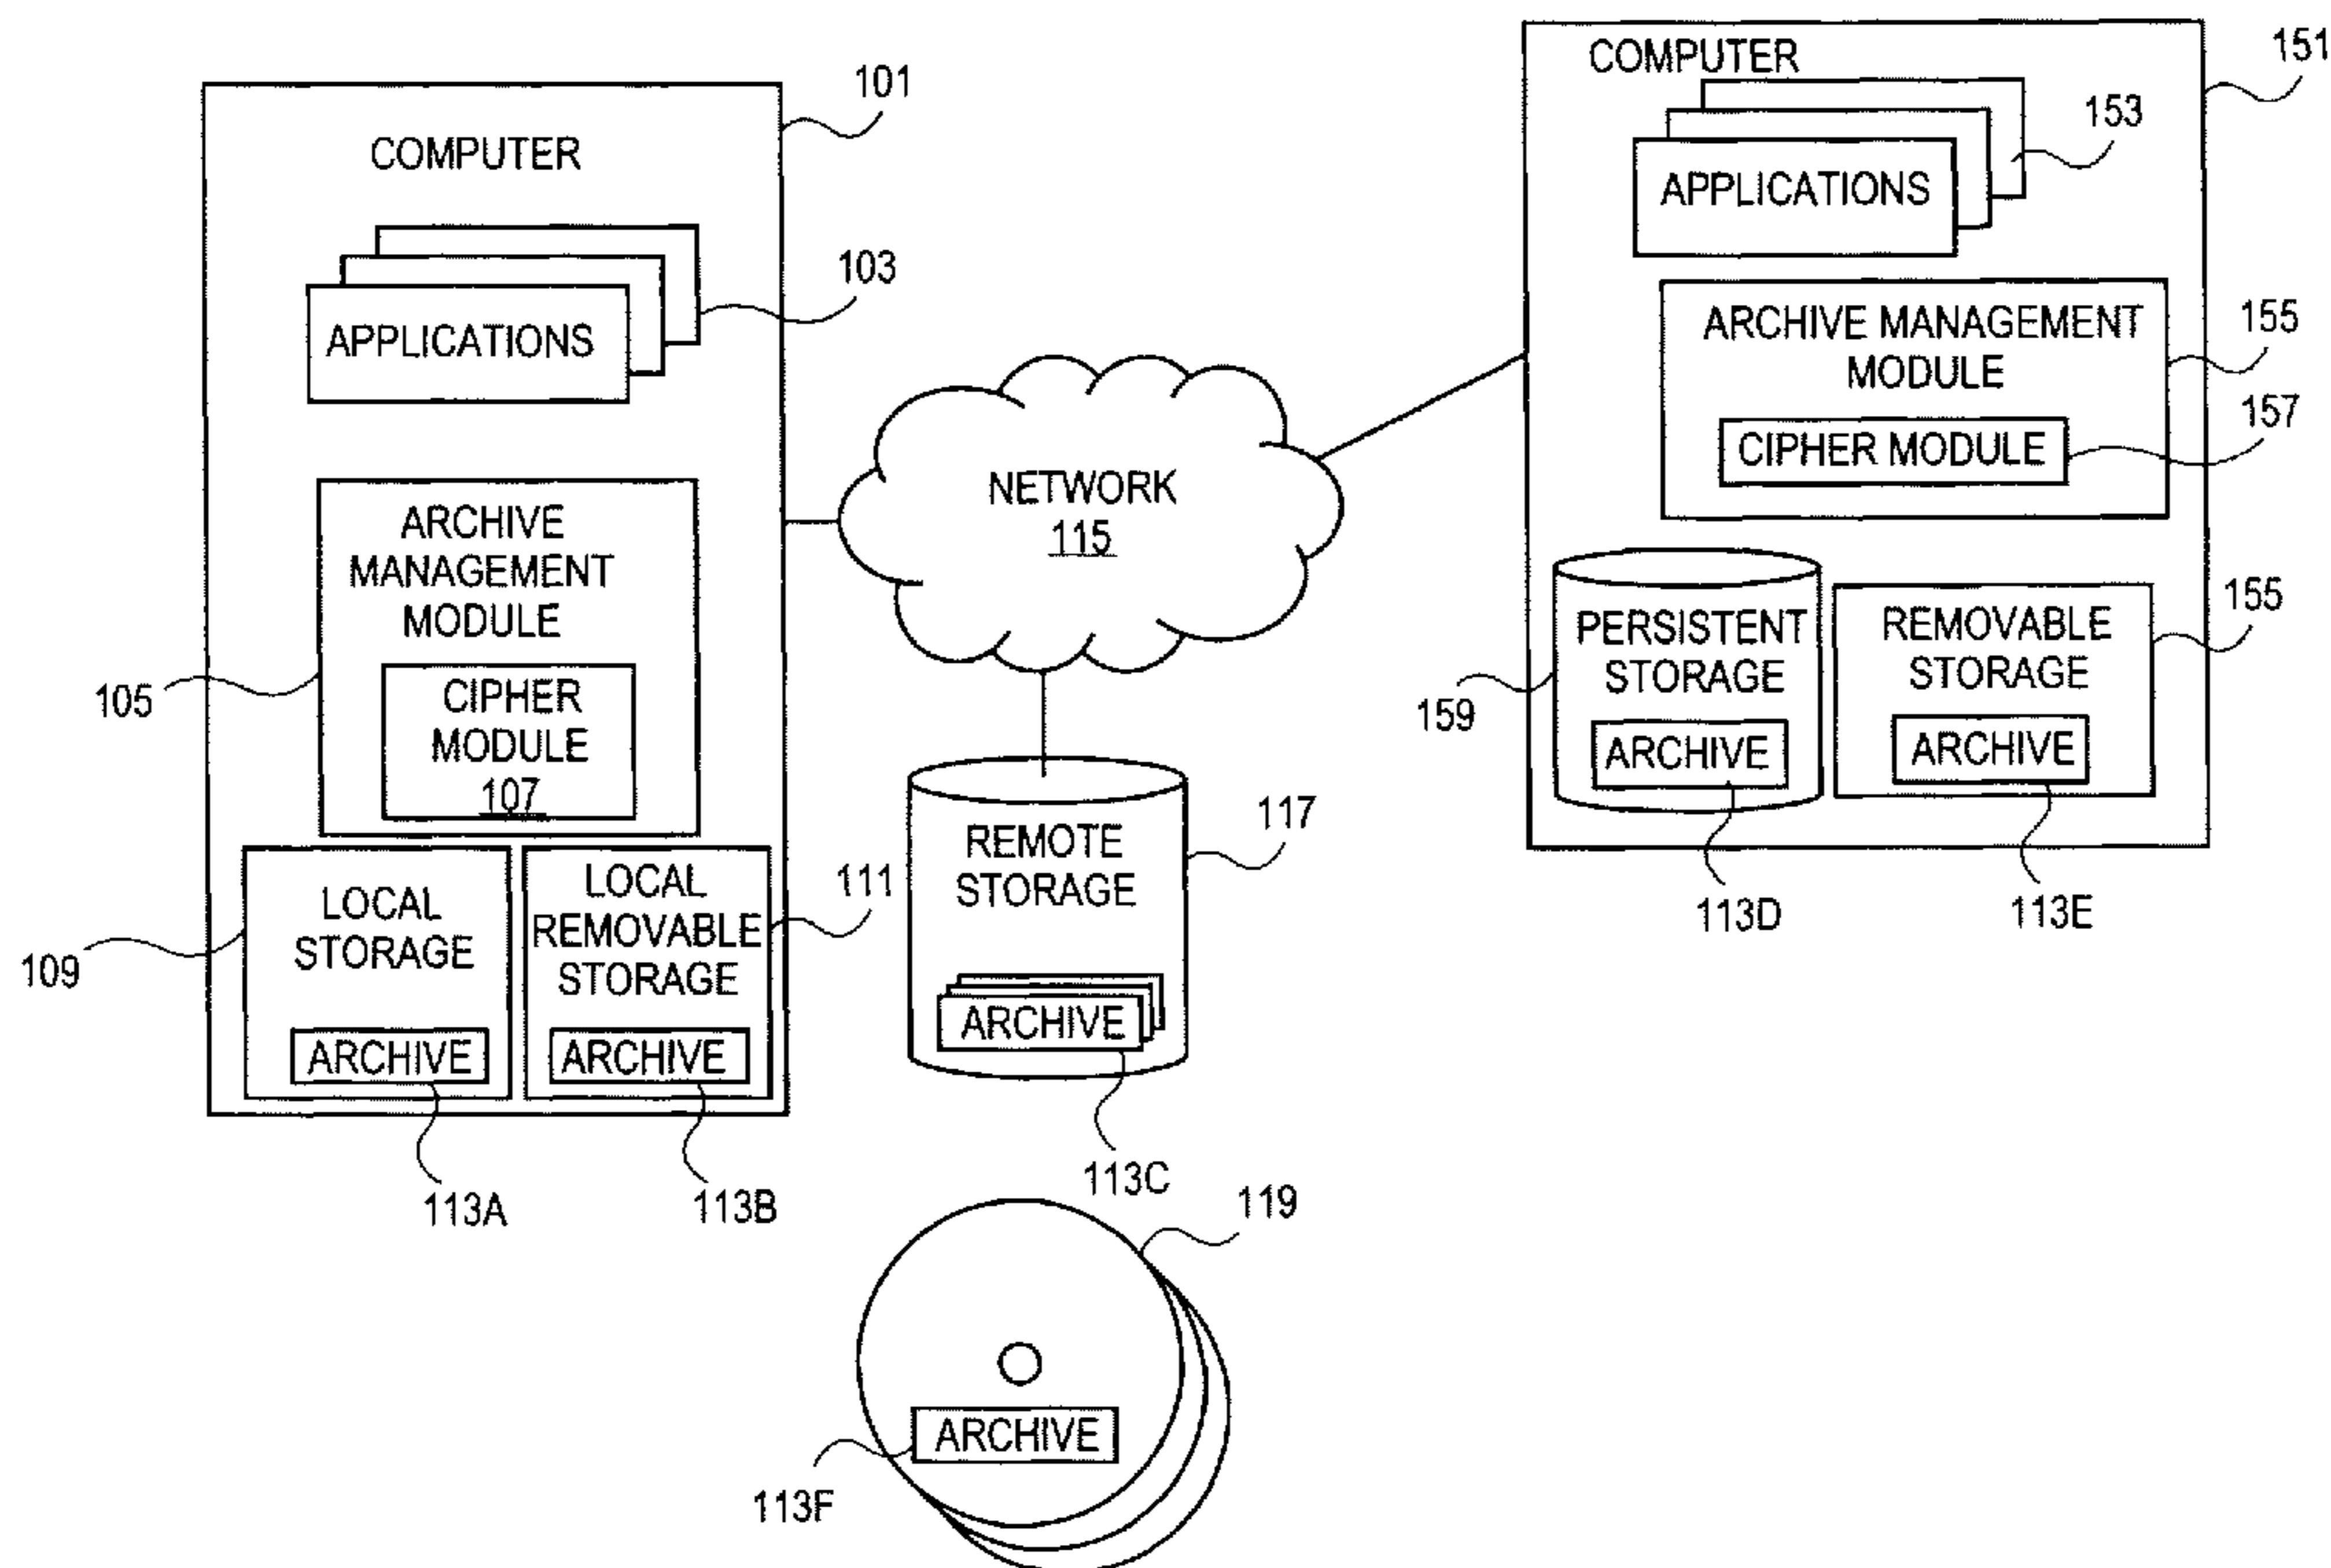 COMPUTER
101
APPLICATIONS
103
ARCHIVE
MANAGEMENT
MODULE
105
CIPHER
MODULE
107
LOCAL
STORAGE
109
ARCHIVE
113A
LOCAL
REMOVABLE
STORAGE
111
ARCHIVE
113B
NETWORK
115
REMOTE
STORAGE
117
ARCHIVE
113C
119
ARCHIVE
113F
COMPUTER
151
153
APPLICATIONS
ARCHIVE MANAGEMENT
MODULE
155
CIPHER MODULE
157
PERSISTENT
STORAGE
159
ARCHIVE
113D
REMOVABLE
STORAGE
155
ARCHIVE
113E